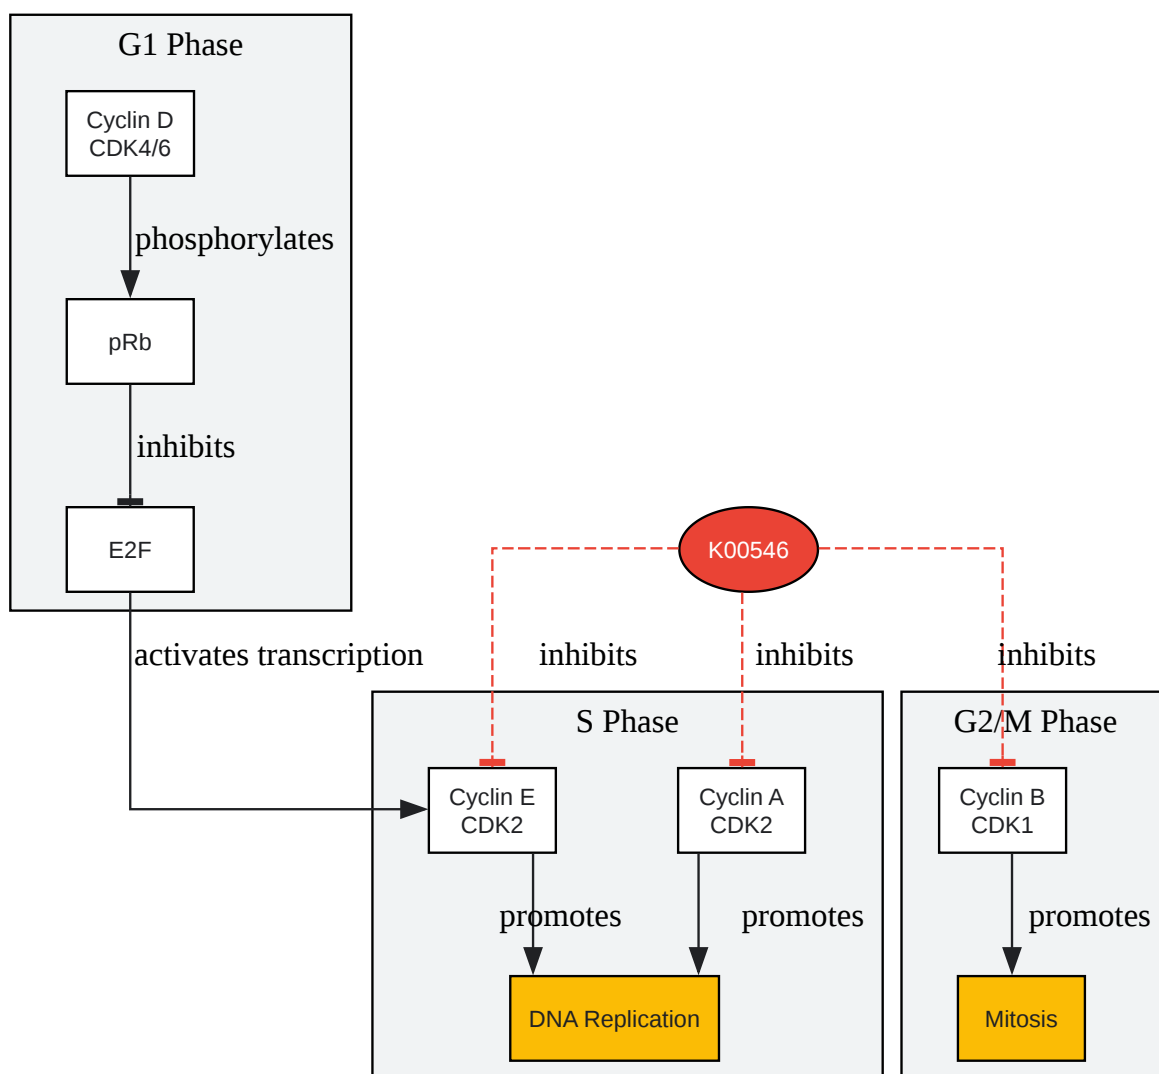 G1 Phase
Cyclin D
CDK4/6
phosphorylates
pRb
inhibits
E2F
K00546
activates transcription
inhibits
inhibits
inhibits
S Phase
G2/M Phase
Cyclin E
CDK2
Cyclin A
CDK2
Cyclin B
CDK1
promotes
promotes
promotes
DNA Replication
Mitosis